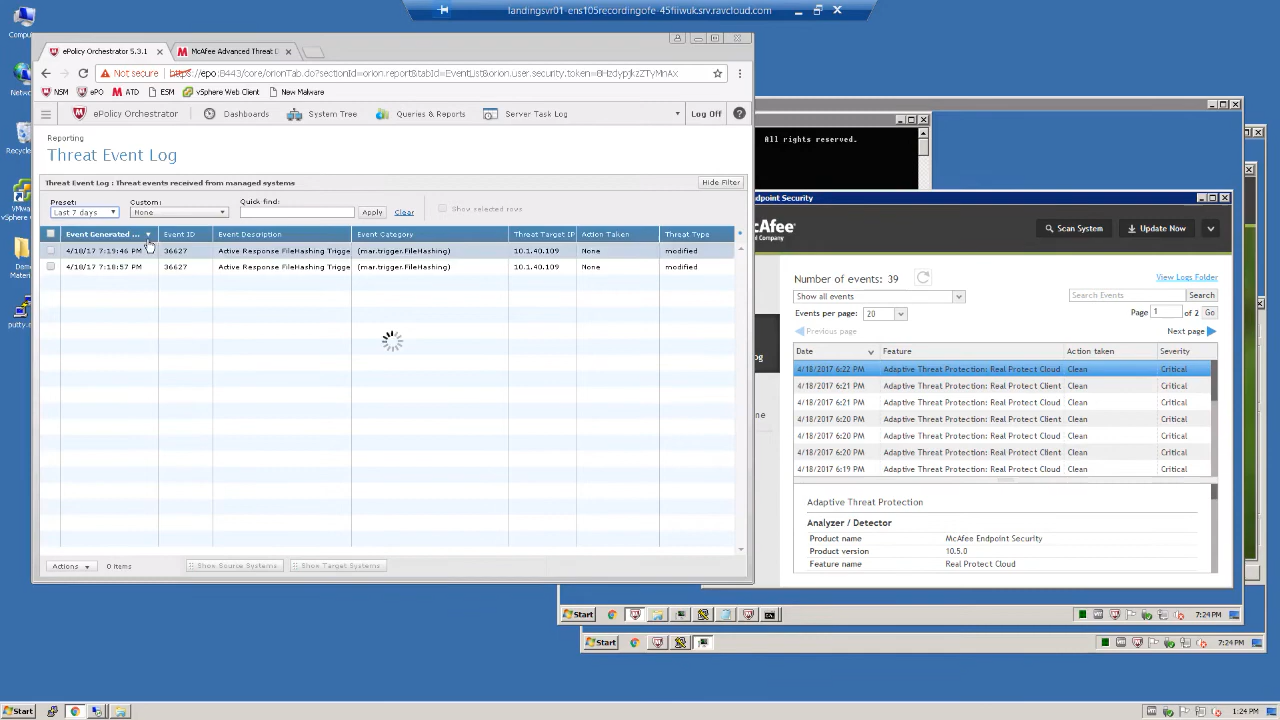 landingsvr01-ens105recordingofe-45fiiwuk.srv.ravcloud.com
Compu
ePolicy Orchestrator 5.3.1
McAfee Advanced Threat D
Not secure
https://epo:8443/core/orionTab.do?sectionId=orion.report&tabId=EventList&orion.user.security.token=
NSM ePO ATD ESM vSphere Web Client New Malware
ePolicy Orchestrator Dashboards System Tree Queries & Reports Server Task Log Log Off
Reporting
Threat Event Log
Threat Event Log : Threat events received from managed systems Hide Filter
Preset: Custom: Quick find:
Last 7 days None Apply Clear Show selected rows
Event Generated ... Event ID Event Description Event Category Threat Target IP Action Taken Threat Type
4/18/17 7:19:46 PM 36627 Active Response FileHashing Trigge (mar.trigger.fileHashing) 10.1.40.109 None modified
4/18/17 7:18:57 PM 36627 Active Response FileHashing Trigge (mar.trigger.fileHashing) 10.1.40.109 None modified
Actions 0 items Show Source Systems Show Target Systems
Netwo
Recycle
VMwa
vSphere
Dem
Materia
putty.e
All rights reserved.
dpoint Security
McAfee
l Company.
Scan System Update Now
Number of events: 39
View Logs Folder
Show all events
Search Events Search
Events per page: 20
Page 1 of 2 Go
Previous page Next page
Date Feature Action taken Severity
4/18/2017 6:22 PM Adaptive Threat Protection: Real Protect Cloud Clean Critical
4/18/2017 6:21 PM Adaptive Threat Protection: Real Protect Client Clean Critical
4/18/2017 6:21 PM Adaptive Threat Protection: Real Protect Cloud Clean Critical
4/18/2017 6:20 PM Adaptive Threat Protection: Real Protect Client Clean Critical
4/18/2017 6:20 PM Adaptive Threat Protection: Real Protect Cloud Clean Critical
4/18/2017 6:20 PM Adaptive Threat Protection: Real Protect Client Clean Critical
4/18/2017 6:19 PM Adaptive Threat Protection: Real Protect Cloud Clean Critical
og
ne
Adaptive Threat Protection
Analyzer / Detector
Product name McAfee Endpoint Security
Product version 10.5.0
Feature name Real Protect Cloud
Start 7:24 PM
Start 7:24 PM
Start 1:24 PM